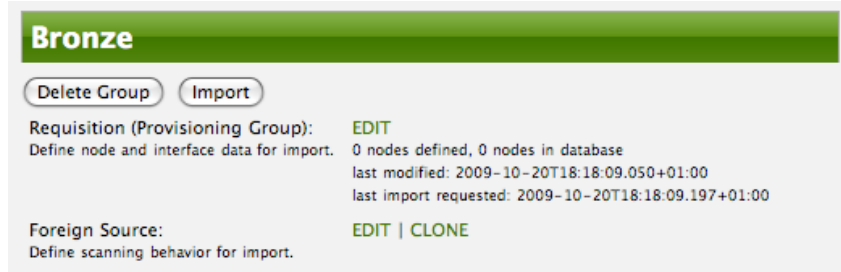 Bronze
Delete Group Import
Requisition (Provisioning Group): EDIT
Define node and interface data for import. 0 nodes defined, 0 nodes in database
last modified: 2009-10-20T18:18:09.050+01:00
last import requested: 2009-10-20T18:18:09.197+01:00
Foreign Source: EDIT | CLONE
Define scanning behavior for import.